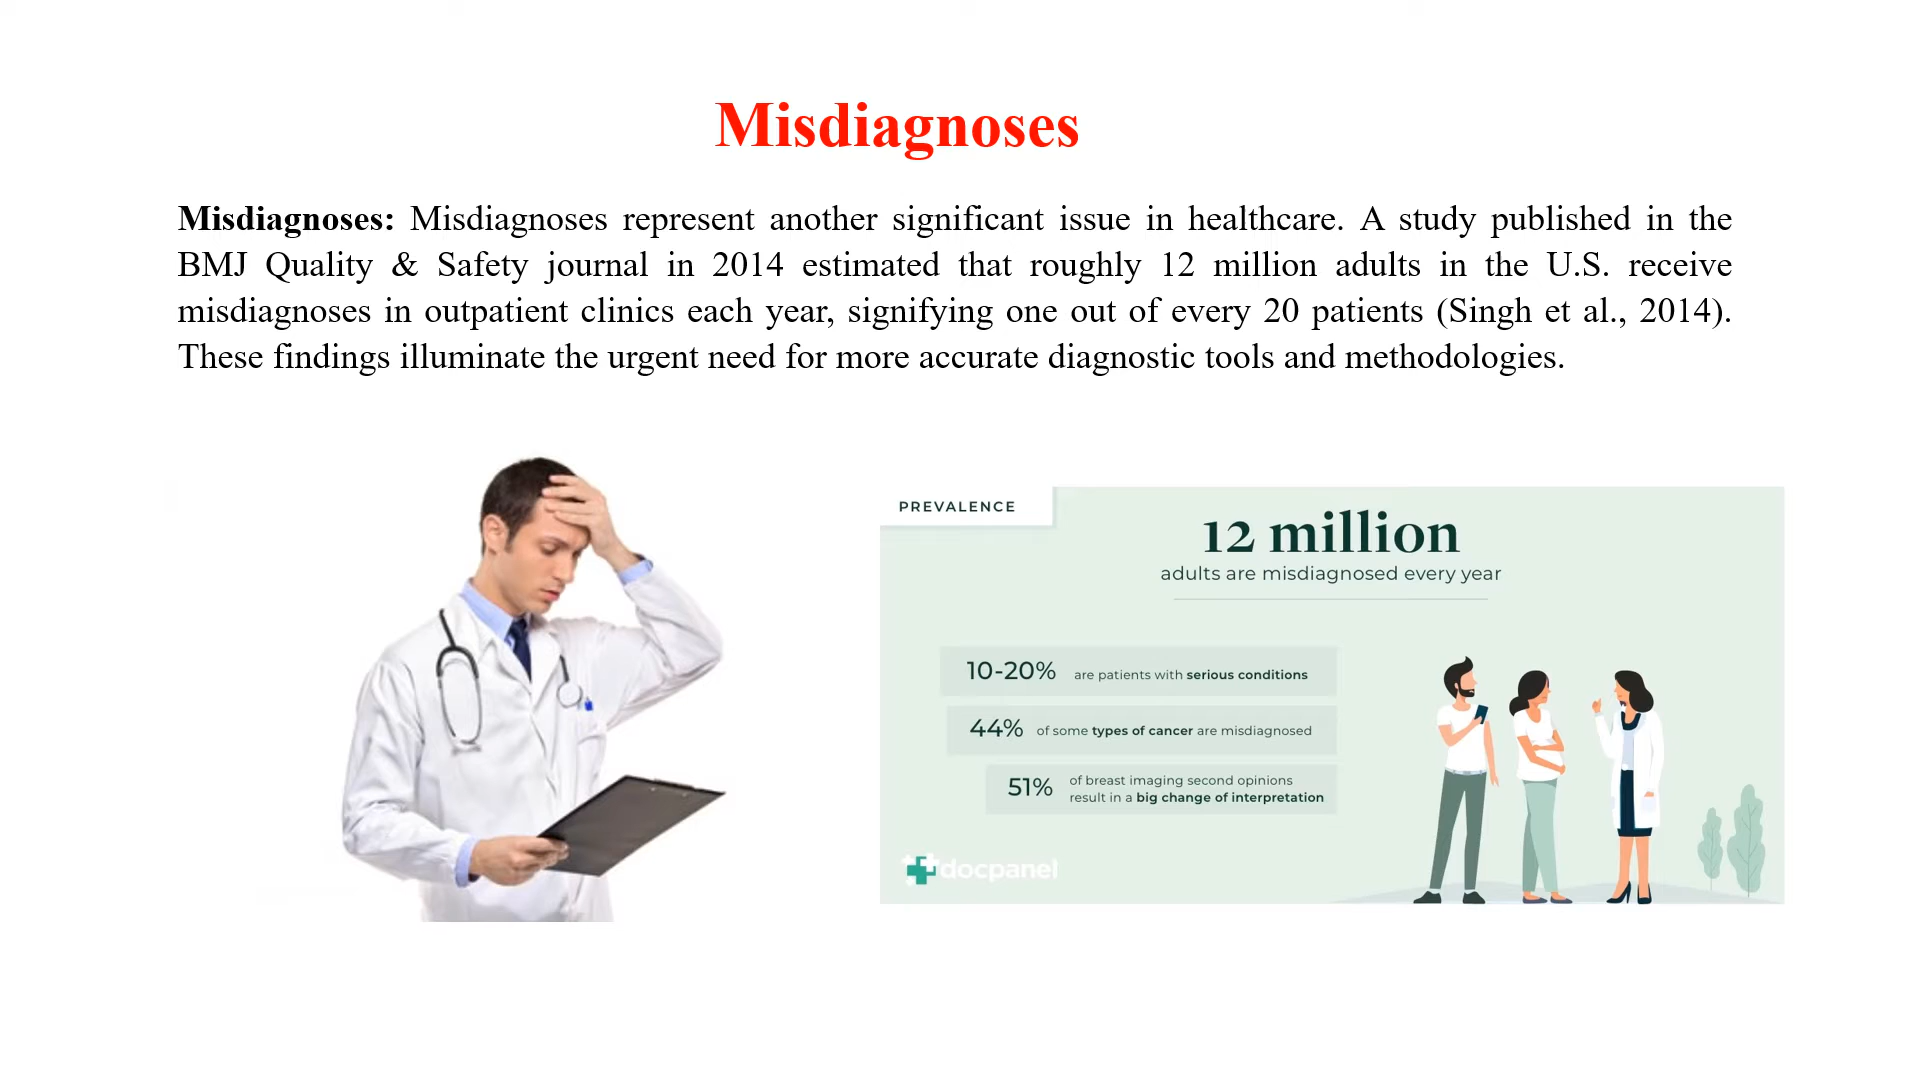 Misdiagnoses
Misdiagnoses: Misdiagnoses represent another significant issue in healthcare. A study published in the
BMJ Quality & Safety journal in 2014 estimated that roughly 12 million adults in the U.S. receive
misdiagnoses in outpatient clinics each year, signifying one out of every 20 patients (Singh et al., 2014).
These findings illuminate the urgent need for more accurate diagnostic tools and methodologies.
PREVALENCE
12 million
adults are misdiagnosed every year
10-20% are patients with serious conditions
44% of some types of cancer are misdiagnosed
51% of breast imaging second opinions
result in a big change of interpretation
docpanel